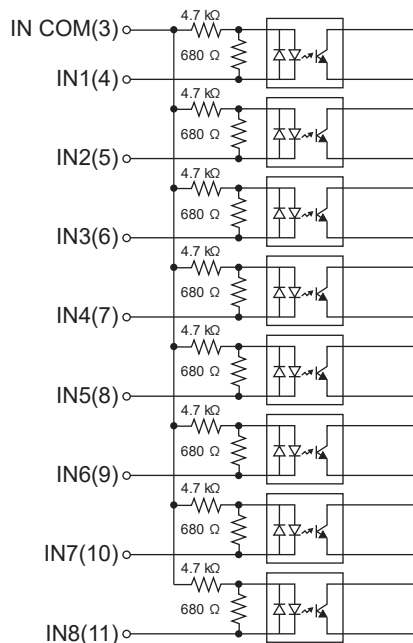 4.7 kΩ
IN COM(3)
680 Ω
IN1(4)
4.7 kΩ
680 Ω
IN2(5)
4.7 kΩ
680 Ω
IN3(6)
4.7 kΩ
680 Ω
IN4(7)
4.7 kΩ
680 Ω
IN5(8)
4.7 kΩ
680 Ω
IN6(9)
4.7 kΩ
680 Ω
IN7(10)
4.7 kΩ
680 Ω
IN8(11)